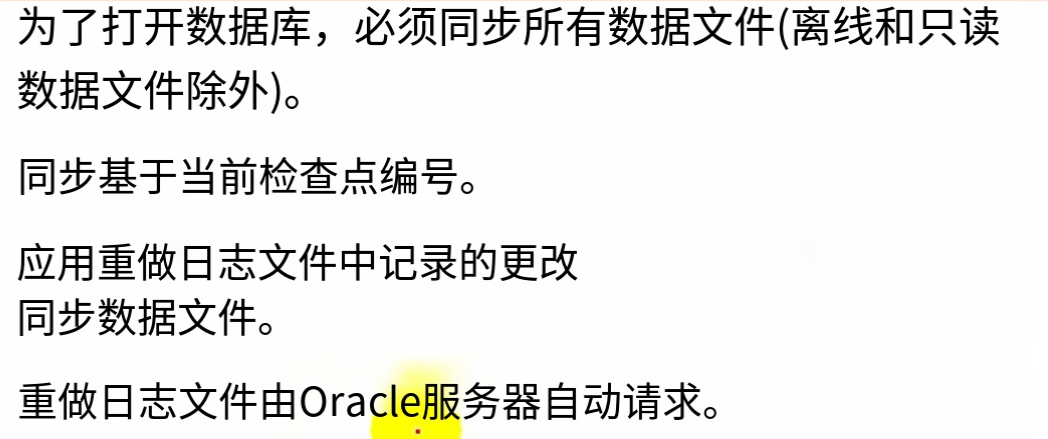 为了打开数据库，必须同步所有数据文件(离线和只读
数据文件除外)。
同步基于当前检查点编号。
应用重做日志文件中记录的更改
同步数据文件。
重做日志文件由Oracle服务器自动请求。